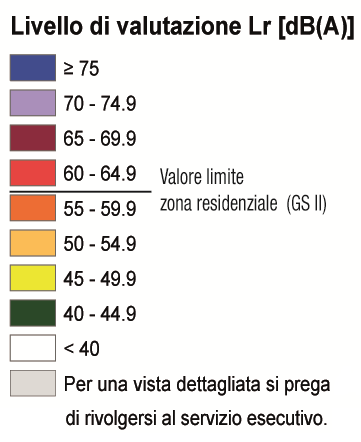 Livello di valutazione Lr [dB(A)]
≥ 75
70 - 74.9
65 - 69.9
60 - 64.9
Valore limite
zona residenziale (GS II)
55 - 59.9
50 - 54.9
45 - 49.9
40 - 44.9
< 40
Per una vista dettagliata si prega
di rivolgersi al servizio esecutivo.